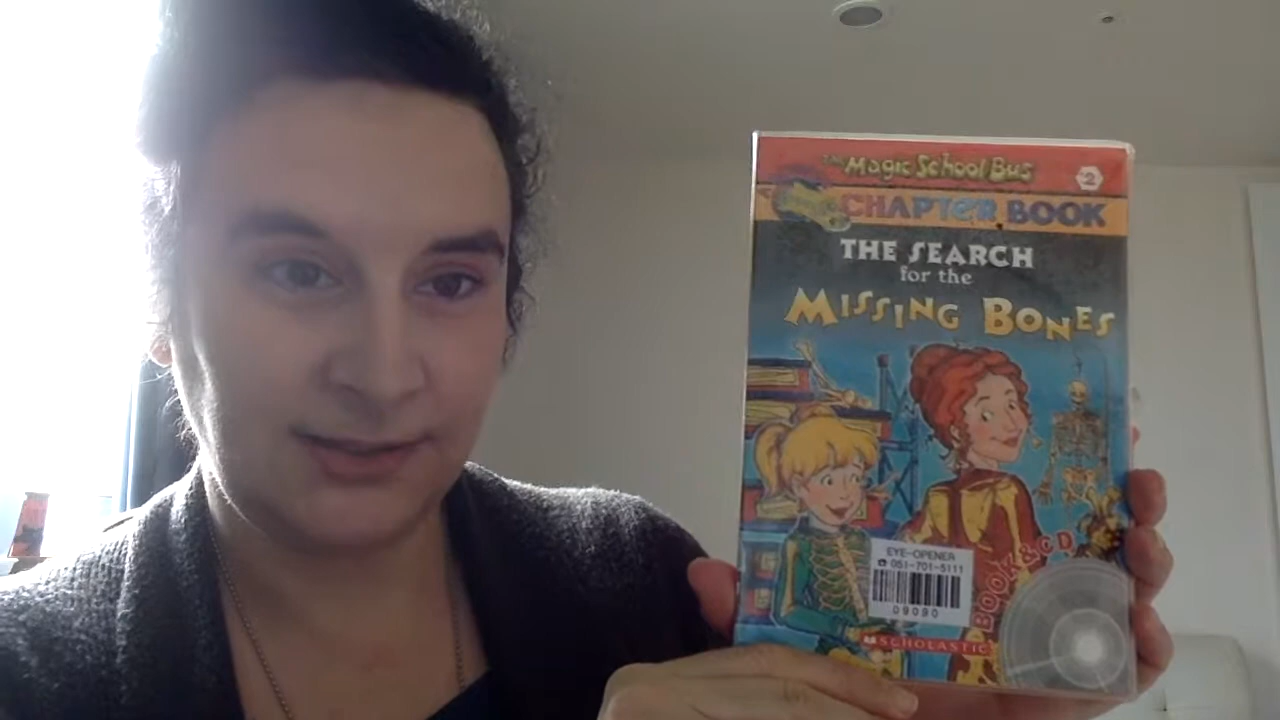 THE MAGIC SCHOOL BUS
2
CHAPTER BOOK
THE SEARCH
for the
MISSING BONES
EYE-OPENER
☎ 051-701-5111
09090
BOOK & CD
SCHOLASTIC